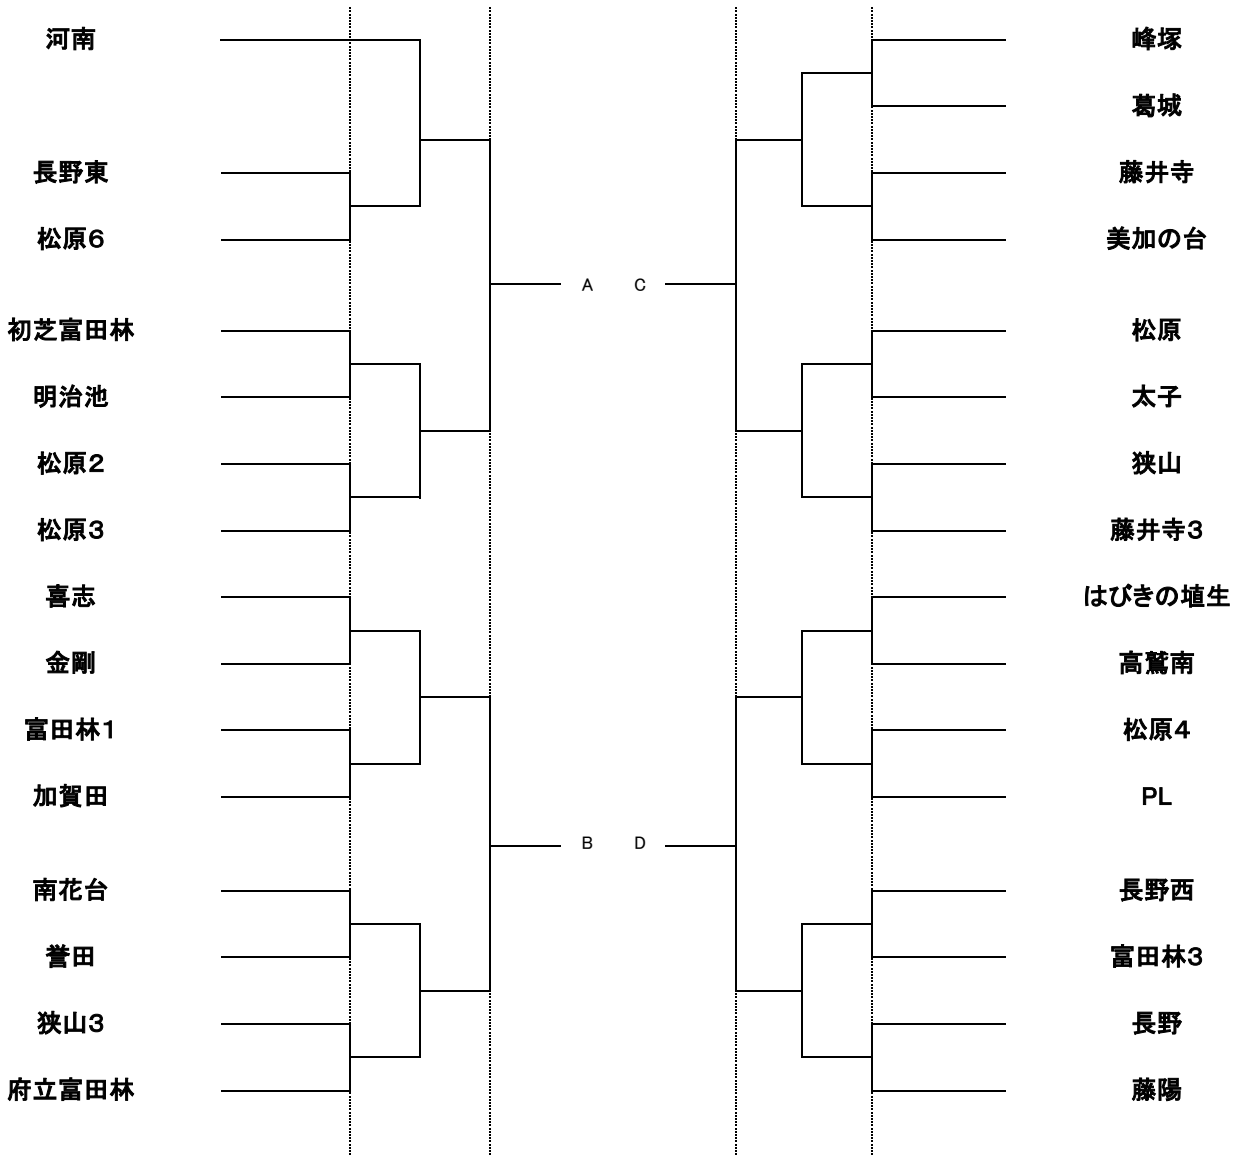 河南
長野東
松原6
初芝富田林
明治池
松原2
松原3
喜志
金剛
富田林1
加賀田
南花台
誉田
狭山3
府立富田林
A
B
C
D
峰塚
葛城
藤井寺
美加の台
松原
太子
狭山
藤井寺3
はびきの埴生
高鷲南
松原4
PL
長野西
富田林3
長野
藤陽